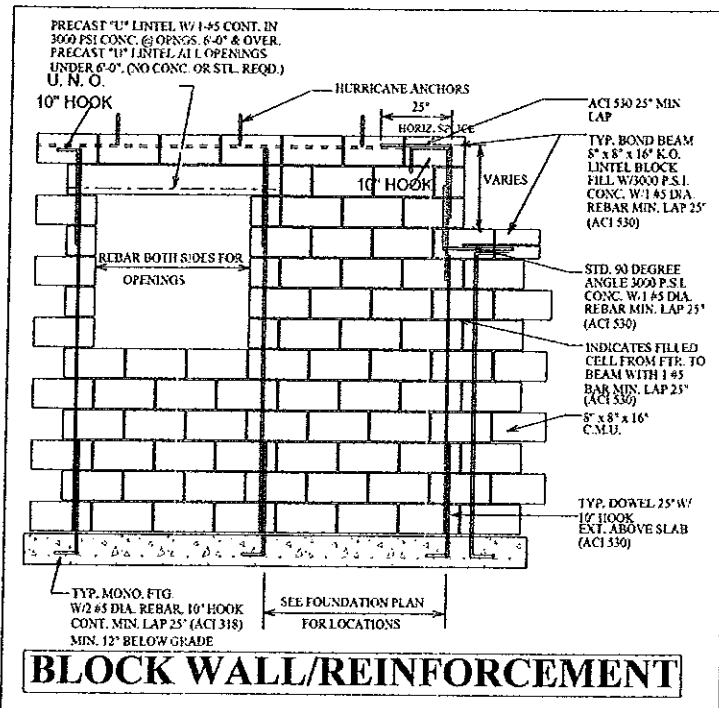 PRECAST "U" LINTEL W/ 1-#5 CONT. IN
3000 PSI CONC. @ OPNGS. 6'-0" & OVER.
PRECAST "U" LINTEL ALL OPENINGS
UNDER 6'-0". (NO CONC. OR STL. REQD.)
U. N. O.
10" HOOK
HURRICANE ANCHORS
25"
HORIZ. SPLICE
10" HOOK
VARIES
ACI 530 25" MIN
LAP
TYP. BOND BEAM
8" x 8" x 16" K.O.
LINTEL BLOCK
FILL W/3000 P.S.I.
CONC. W/1 #5 DIA.
REBAR MIN. LAP 25"
(ACI 530)
REBAR BOTH SIDES FOR
OPENINGS
STD. 90 DEGREE
ANGLE 3000 P.S.I.
CONC. W/1 #5 DIA.
REBAR MIN. LAP 25"
(ACI 530)
INDICATES FILLED
CELL FROM FTR. TO
BEAM WITH 1 #5
BAR MIN. LAP 25"
(ACI 530)
8" x 8" x 16"
C.M.U.
TYP. DOWEL 25" W/
10" HOOK
EXT. ABOVE SLAB
(ACI 530)
TYP. MONO. FTG.
W/2 #5 DIA. REBAR, 10" HOOK
CONT. MIN. LAP 25" (ACI 318)
MIN. 12" BELOW GRADE
SEE FOUNDATION PLAN
FOR LOCATIONS
BLOCK WALL/REINFORCEMENT